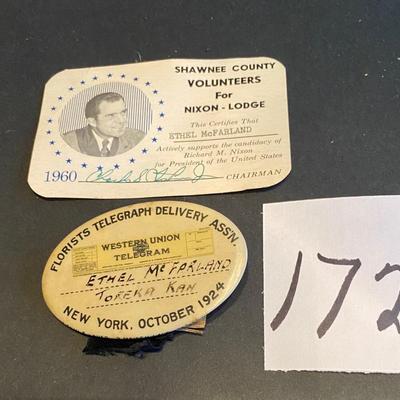 SHAWNEE COUNTY
VOLUNTEERS
For
NIXON - LODGE
This Certifies That
ETHEL McFARLAND
Actively supports the candidacy of
Richard M. Nixon
for President of the United States
1960
CHAIRMAN
FLORISTS TELEGRAPH DELIVERY ASS'N.
WESTERN UNION
TELEGRAM
ETHEL McFARLAND
TOPEKA KAN
NEW YORK, OCTOBER 1924
172